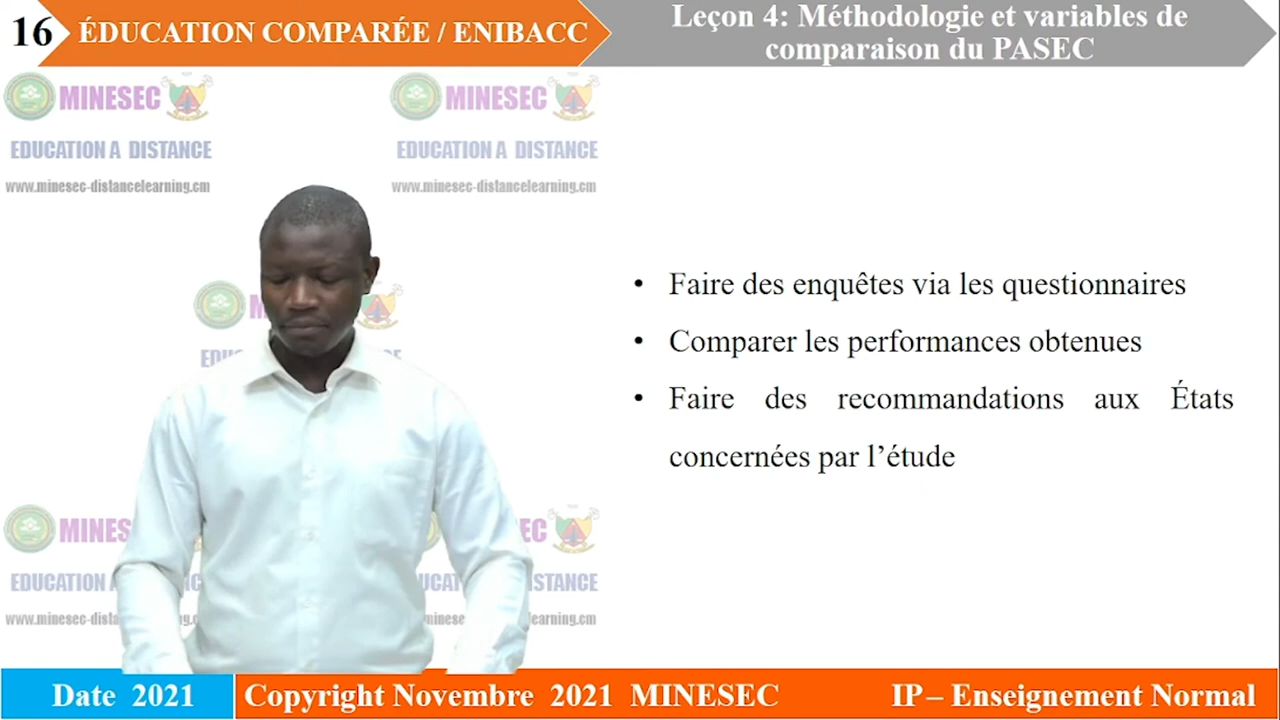 16
ÉDUCATION COMPARÉE / ENIBACC
Leçon 4: Méthodologie et variables de
comparaison du PASEC
MINESEC
EDUCATION A DISTANCE
www.minesec-distancelearning.cm
MINESEC
EDUCATION A DISTANCE
www.minesec-distancelearning.cm
• Faire des enquêtes via les questionnaires
• Comparer les performances obtenues
• Faire des recommandations aux États
concernées par l’étude
Date 2021
Copyright Novembre 2021 MINESEC
IP – Enseignement Normal